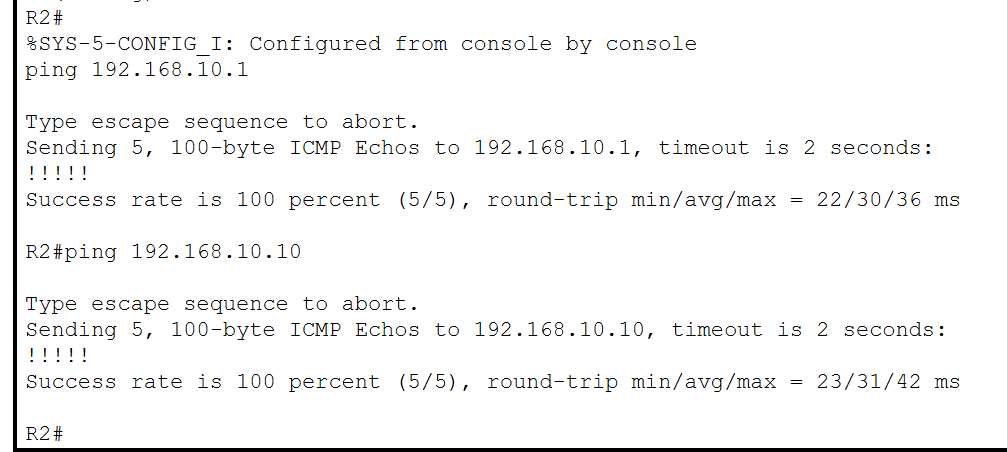 R2#
%SYS-5-CONFIG_I: Configured from console by console
ping 192.168.10.1
Type escape sequence to abort.
Sending 5, 100-byte ICMP Echos to 192.168.10.1, timeout is 2 seconds:
!!!!!
Success rate is 100 percent (5/5), round-trip min/avg/max = 22/30/36 ms
R2#ping 192.168.10.10
Type escape sequence to abort.
Sending 5, 100-byte ICMP Echos to 192.168.10.10, timeout is 2 seconds:
!!!!!
Success rate is 100 percent (5/5), round-trip min/avg/max = 23/31/42 ms
R2#